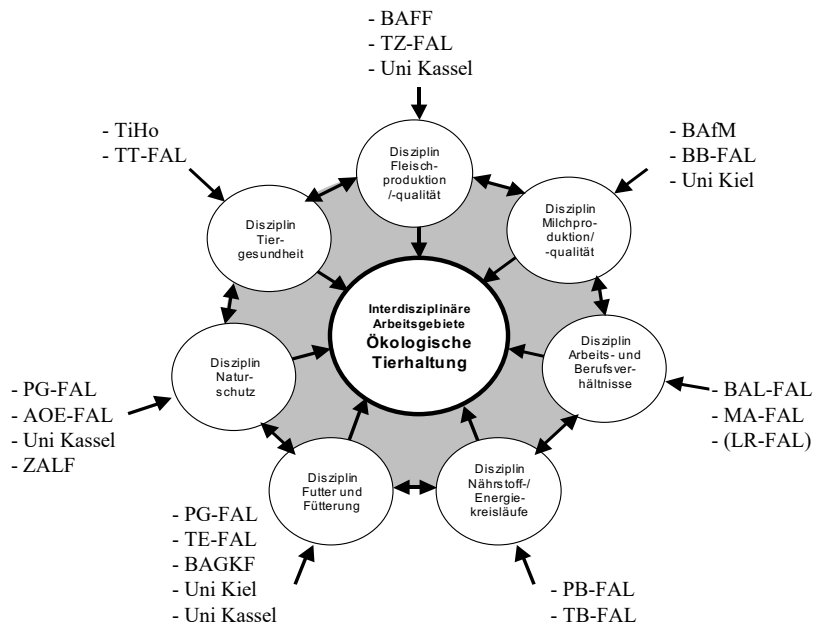 - BAFF
- TZ-FAL
- Uni Kassel
- TiHo
- TT-FAL
- BAfM
- BB-FAL
- Uni Kiel
Disziplin
Fleisch-
produktion
/-qualität
Disziplin
Tier-
gesundheit
Disziplin
Milchpro-
duktion/
-qualität
Interdisziplinäre
Arbeitsgebiete
Ökologische
Tierhaltung
Disziplin
Natur-
schutz
Disziplin
Arbeits- und
Berufsver-
hältnisse
- PG-FAL
- AOE-FAL
- Uni Kassel
- ZALF
- BAL-FAL
- MA-FAL
- (LR-FAL)
Disziplin
Futter und
Fütterung
Disziplin
Nährstoff-/
Energie-
kreisläufe
- PG-FAL
- TE-FAL
- BAGKF
- Uni Kiel
- Uni Kassel
- PB-FAL
- TB-FAL